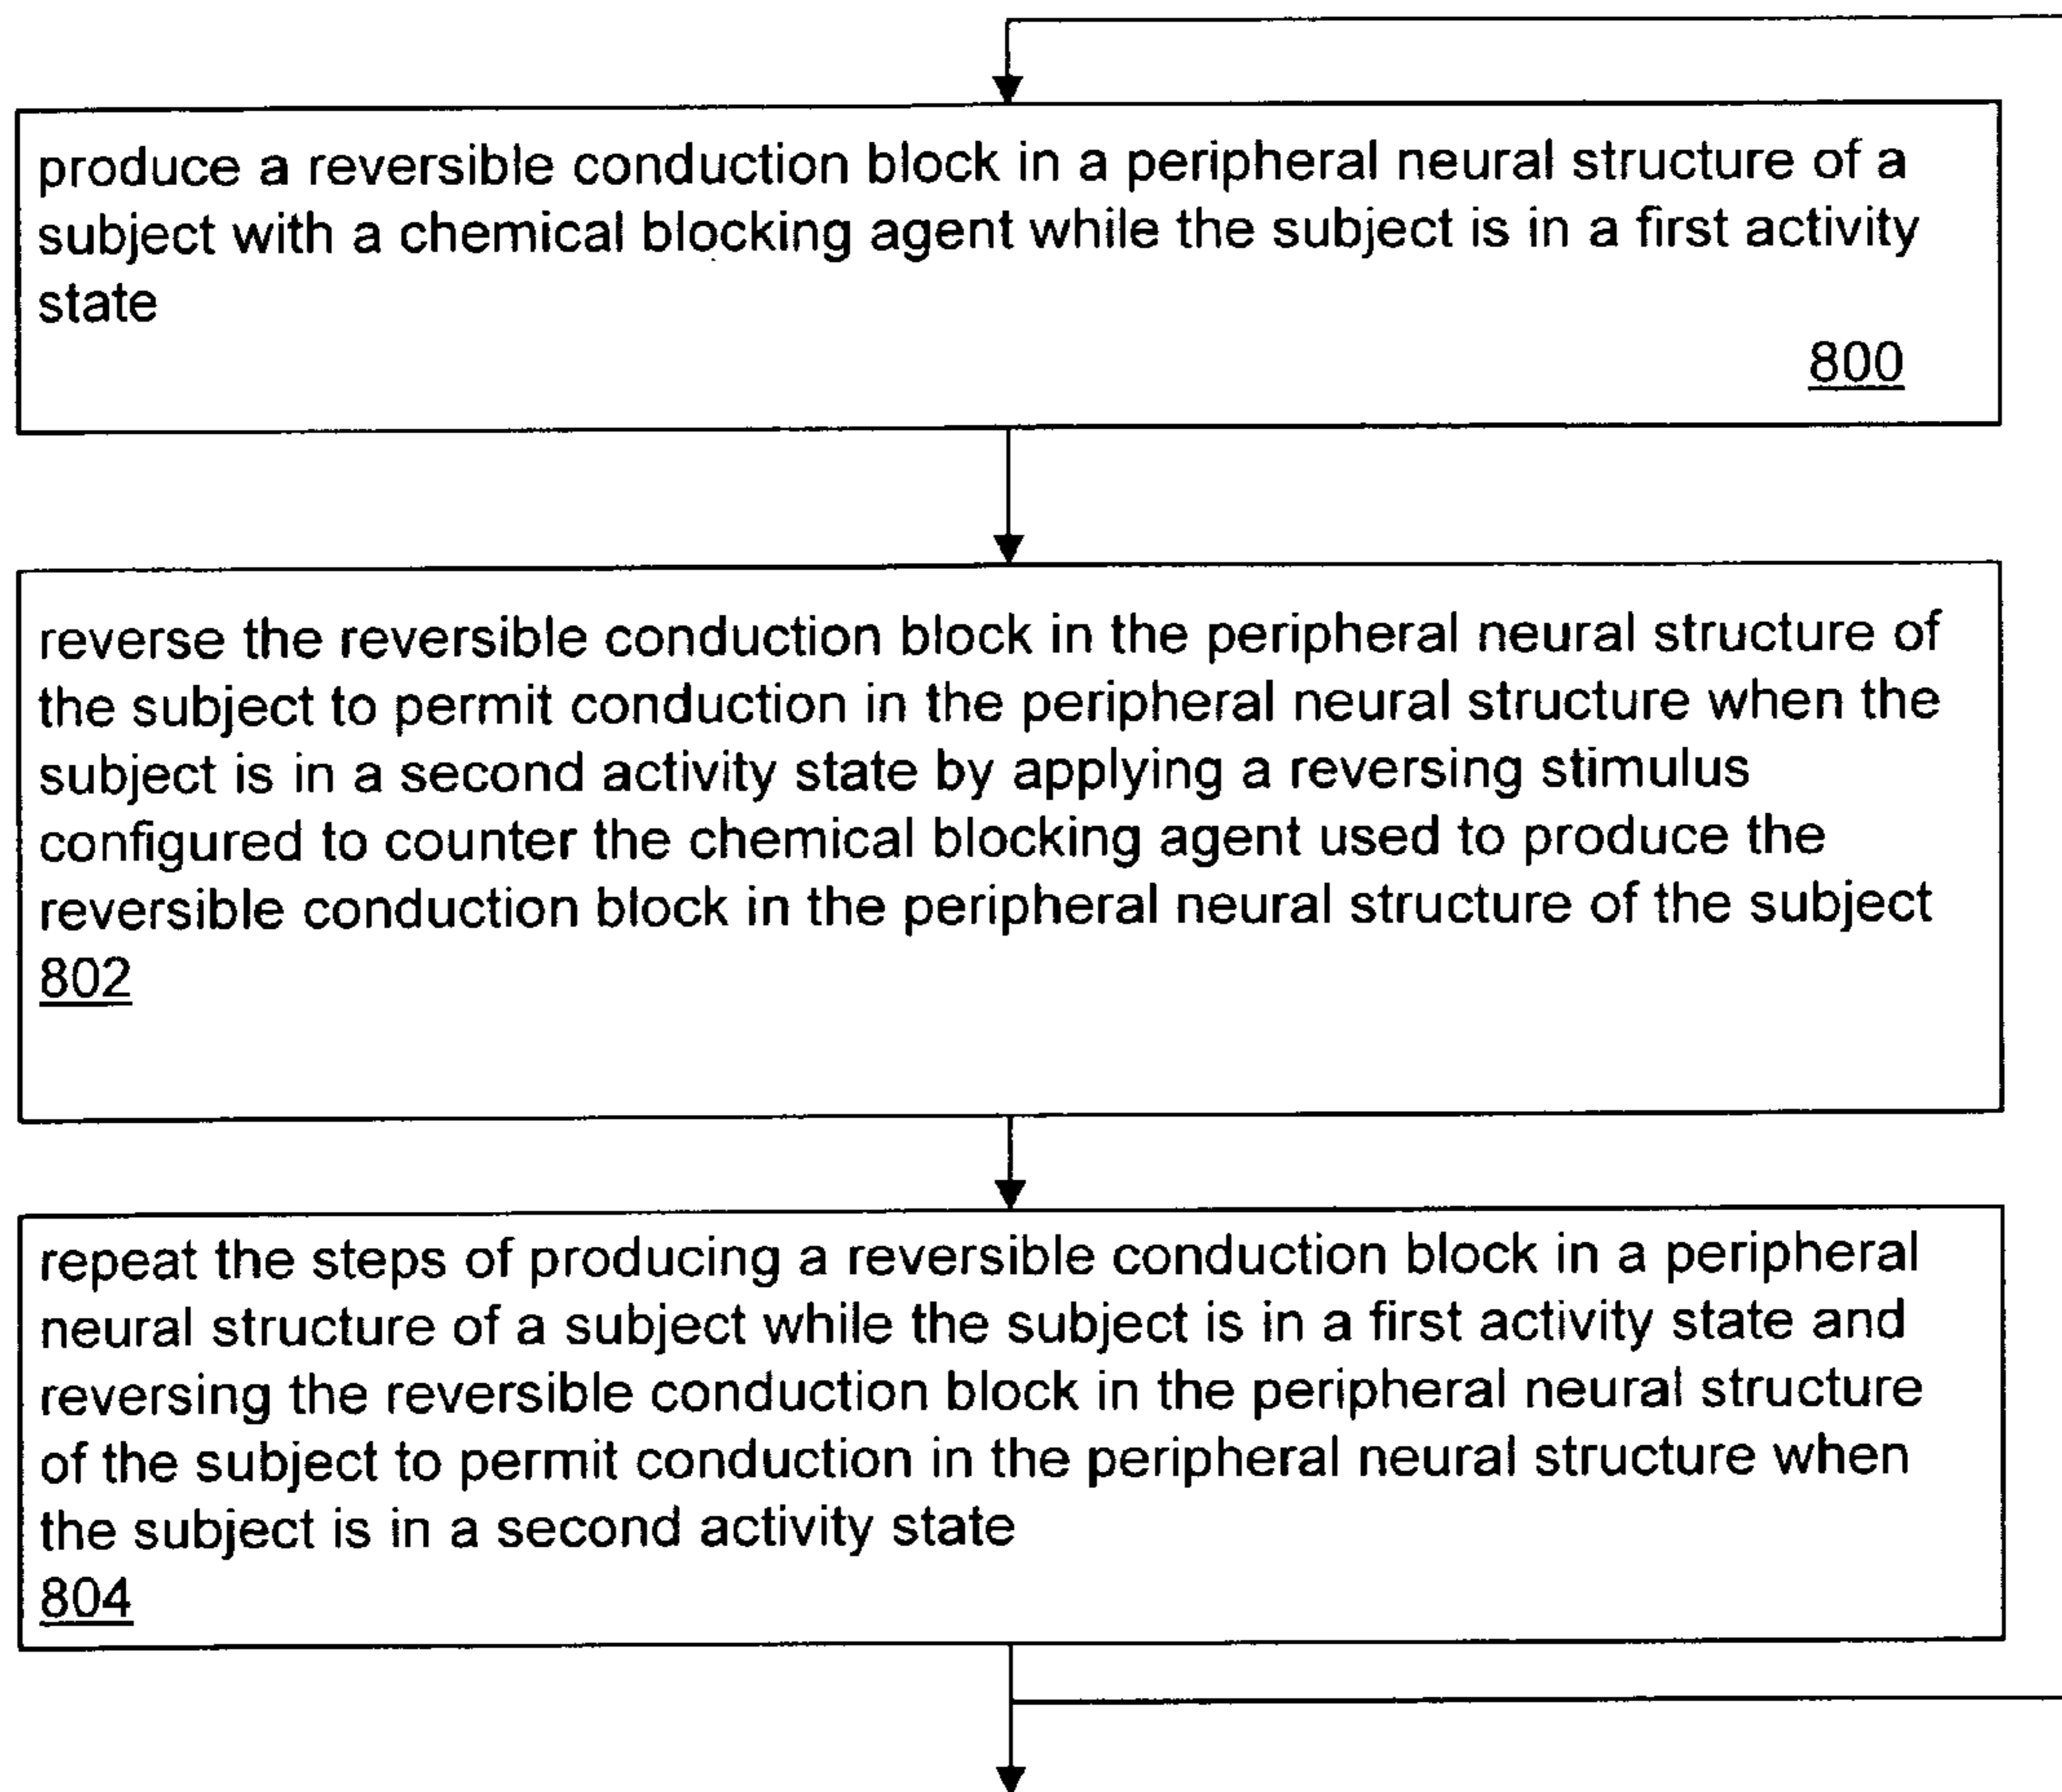 produce a reversible conduction block in a peripheral neural structure of a
subject with a chemical blocking agent while the subject is in a first activity
state
800
reverse the reversible conduction block in the peripheral neural structure of
the subject to permit conduction in the peripheral neural structure when the
subject is in a second activity state by applying a reversing stimulus
configured to counter the chemical blocking agent used to produce the
reversible conduction block in the peripheral neural structure of the subject
802
repeat the steps of producing a reversible conduction block in a peripheral
neural structure of a subject while the subject is in a first activity state and
reversing the reversible conduction block in the peripheral neural structure
of the subject to permit conduction in the peripheral neural structure when
the subject is in a second activity state
804